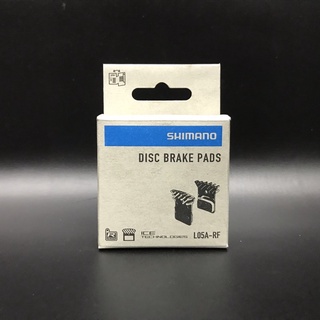 SHIMANO
DISC BRAKE PADS
ICE
TECHNOLOGIES
L05A-RF